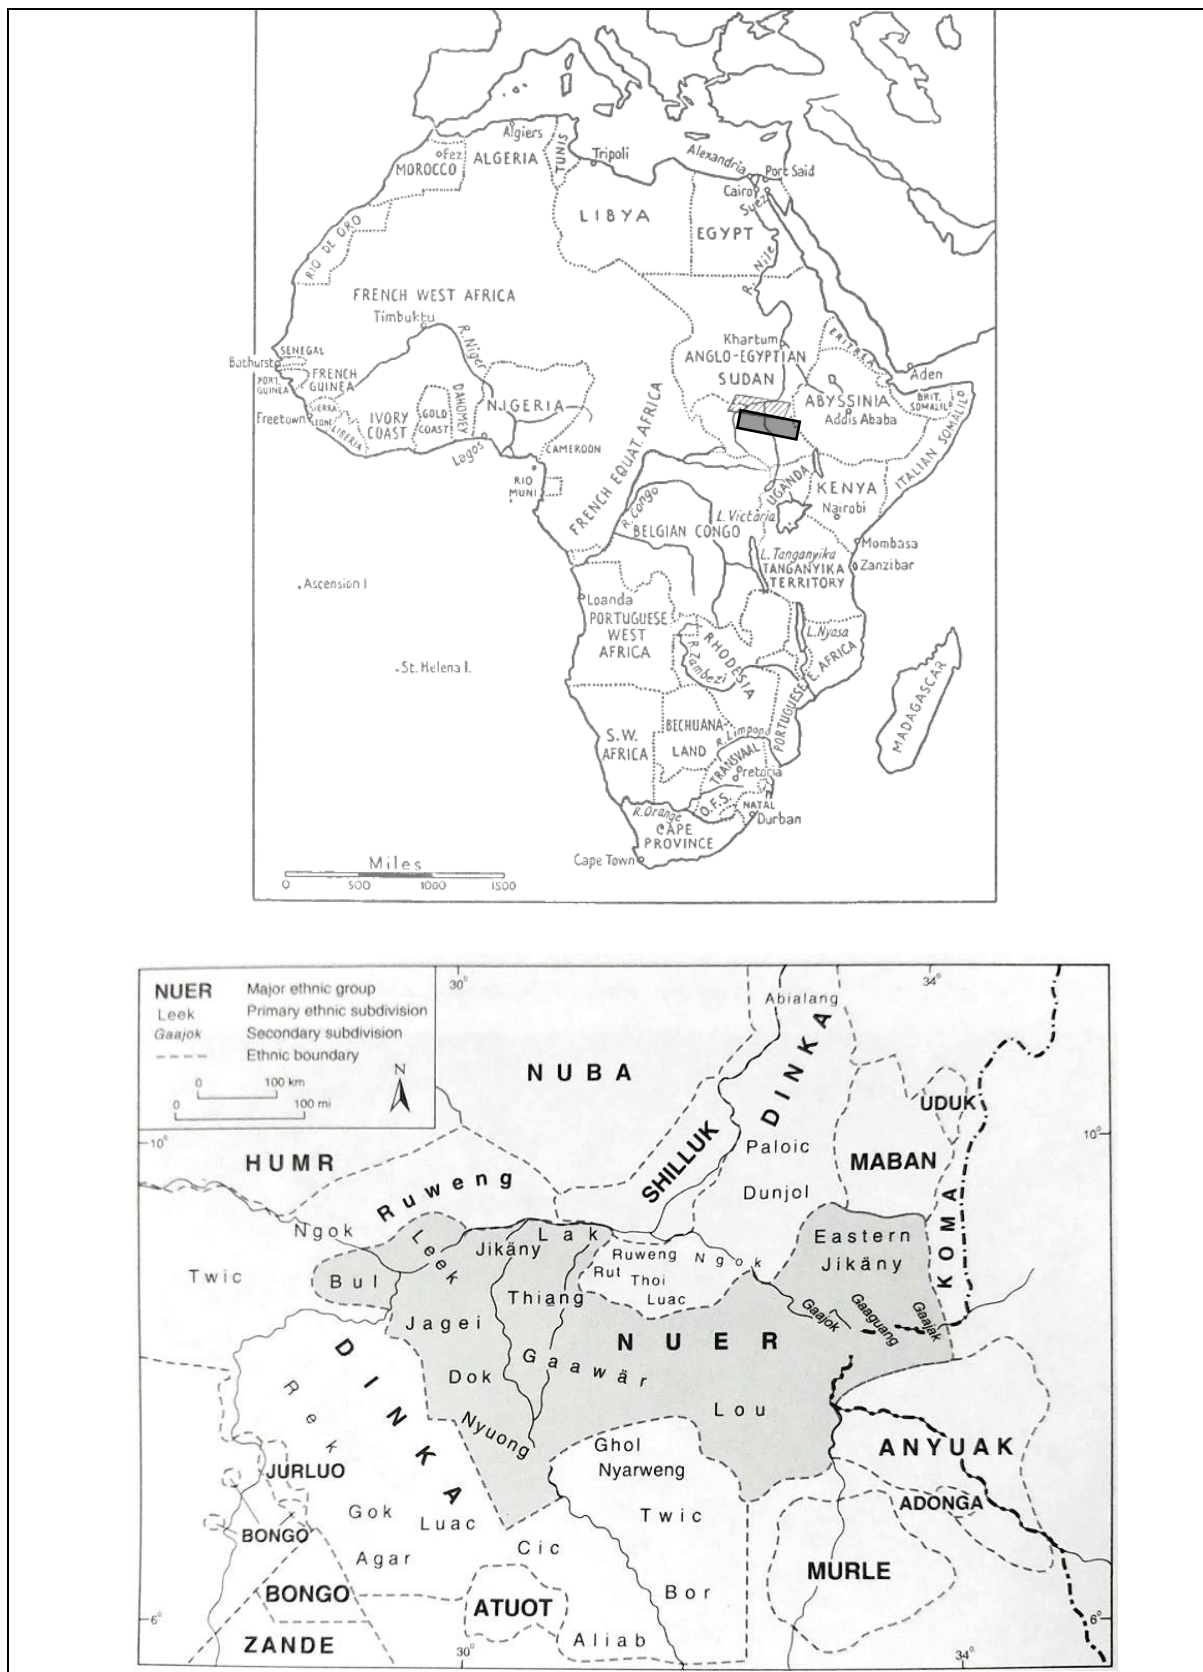 Algiers
Fez
MOROCCO
ALGERIA
TUNIS
Tripoli
Alexandria
Port Said
Cairo
Suez
LIBYA
EGYPT
R. Nile
RIO DE ORO
FRENCH WEST AFRICA
Timbuktu
R. Niger
Khartum
ANGLO-EGYPTIAN
SUDAN
ERITREA
Aden
Bathurst
SENEGAL
PORT.
GUINEA
FRENCH
GUINEA
Freetown
SIERRA
LEONE
LIBERIA
IVORY
COAST
GOLD
COAST
DAHOMEY
NIGERIA
Lagos
CAMEROON
ABYSSINIA
Addis Ababa
BRIT.
SOMALILD
ITALIAN SOMALILD
RIO
MUNI
FRENCH EQUAT AFRICA
UGANDA
KENYA
Nairobi
R. Congo
L. Victoria
BELGIAN CONGO
Mombasa
L. Tanganyika
TANGANYIKA
TERRITORY
Zanzibar
Ascension I
Loanda
PORTUGUESE
WEST
AFRICA
RHODESIA
R. Zambezi
L. Nyasa
PORTUGUESE E. AFRICA
St. Helena I.
MADAGASCAR
S.W.
AFRICA
BECHUANA-
LAND
R. Limpopo
TRANSVAAL
Pretoria
O.F.S.
NATAL
Durban
R. Orange
CAPE
PROVINCE
Cape Town
Miles
0 500 1000 1500
NUER Major ethnic group
Leek Primary ethnic subdivision
Gaajok Secondary subdivision
Ethnic boundary
0 100 km
0 100 mi
N
30°
34°
Abialang
NUBA
DINKA
UDUK
10°
10°
HUMR
SHILLUK
Paloic
MABAN
Ruweng
Dunjol
KOMA
Ngok
Leek
Jikäny
Lak
Ruweng
Ngok
Eastern
Jikäny
Twic
Bul
Rut
Thoi
Luac
Thiang
Gaajok
Gaaguang
Gaajak
Jagei
NUER
DINKA
Gaawär
Dok
Rek
Lou
Nyuong
Ghol
Nyarweng
ANYUAK
JURLUO
ADONGA
Gok
Luac
Twic
BONGO
Cic
Agar
MURLE
BONGO
ATUOT
Bor
6°
6°
ZANDE
Aliab
30°
34°